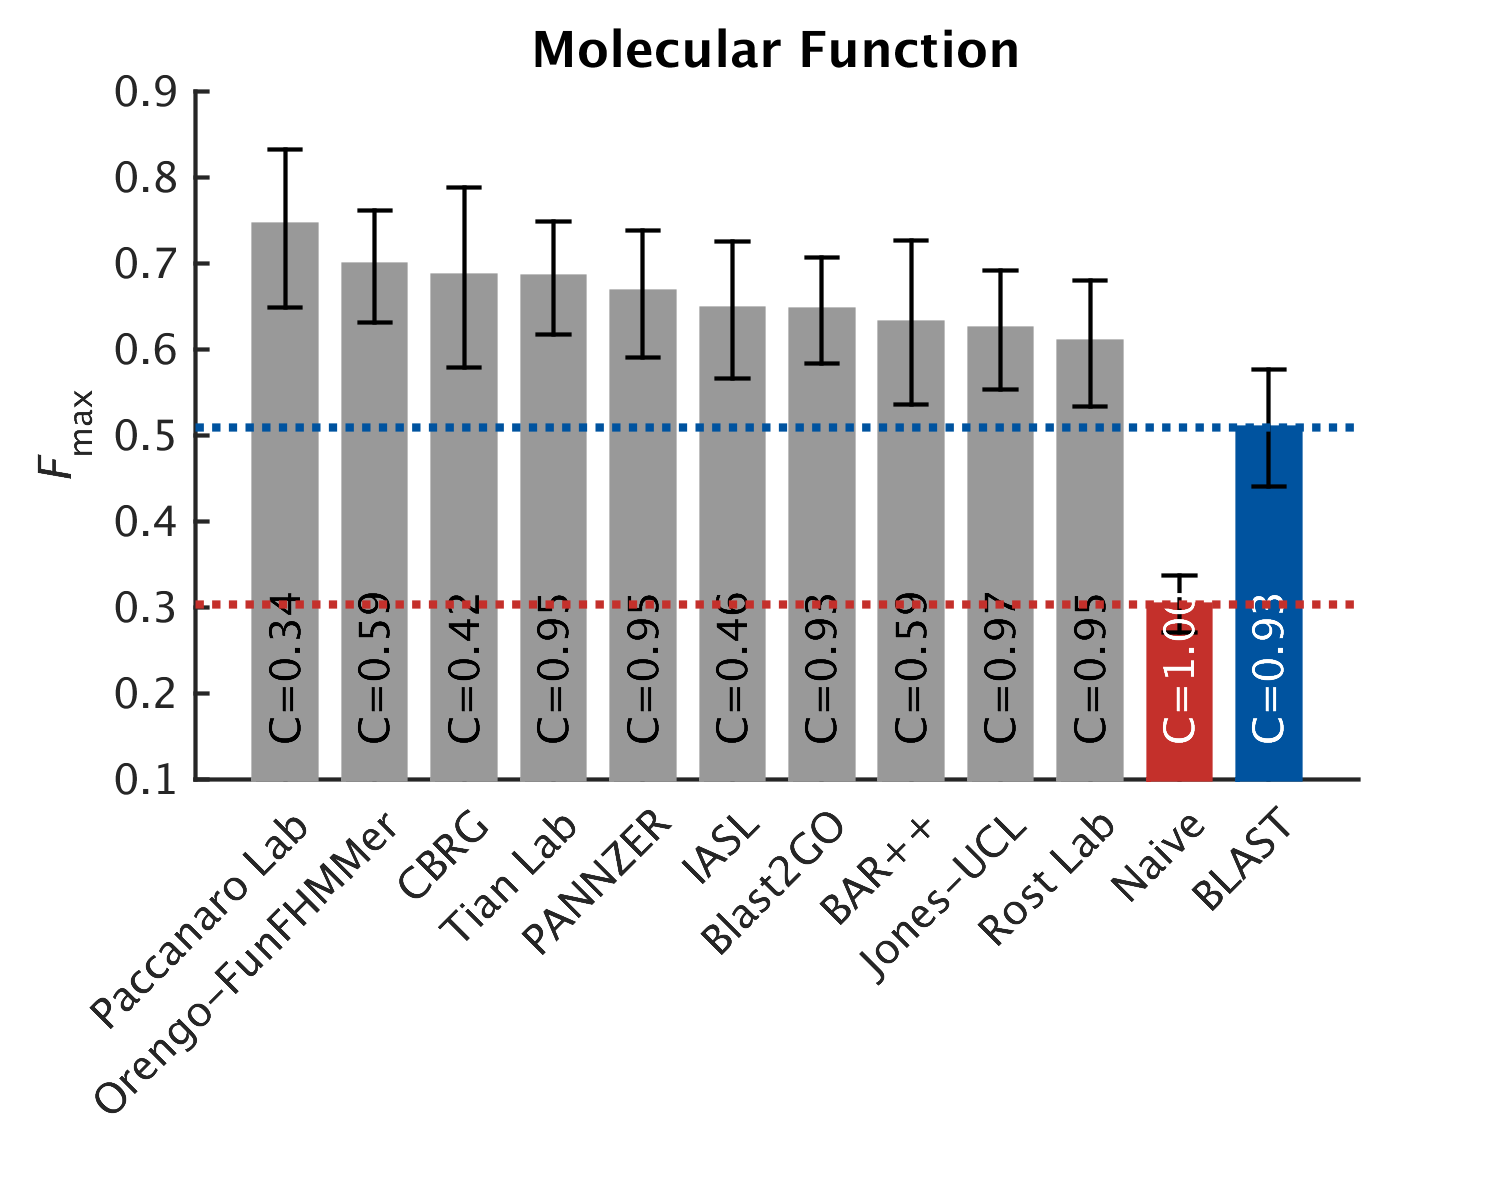 Molecular Function
0.9
0.8
0.7
0.6
0.5
0.4
0.3
0.2
0.1
Fmax
C=0.34
C=0.59
C=0.42
C=0.95
C=0.95
C=0.46
C=0.93
C=0.59
C=0.97
C=0.95
C=1.00
C=0.93
Paccanaro Lab
Orengo-FunFHMMer
CBRG
Tian Lab
PANNZER
IASL
Blast2GO
BAR++
Jones-UCL
Rost Lab
Naive
BLAST